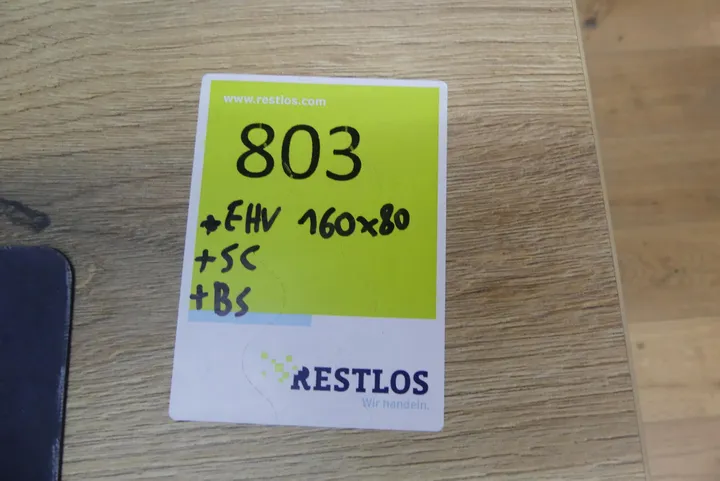 www.restlos.com
803
+EHV 160x80
+SC
+BS
RESTLOS
Wir handeln.